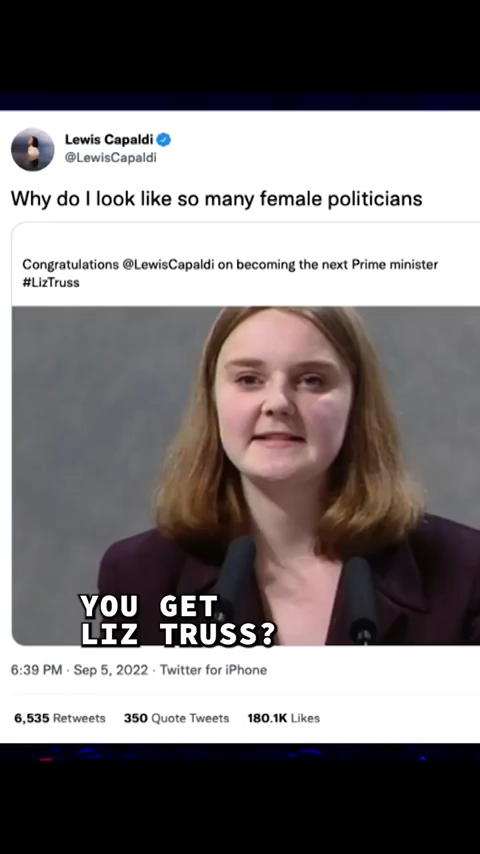 Lewis Capaldi
@LewisCapaldi
Why do I look like so many female politicians
Congratulations @LewisCapaldi on becoming the next Prime minister
#LizTruss
YOU GET
LIZ TRUSS?
6:39 PM · Sep 5, 2022 · Twitter for iPhone
6,535 Retweets 350 Quote Tweets 180.1K Likes